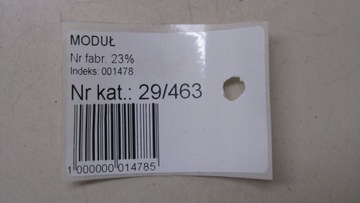 MODUŁ
Nr fabr. 23%
Indeks: 001478
Nr kat.: 29/463
1 000000 014785